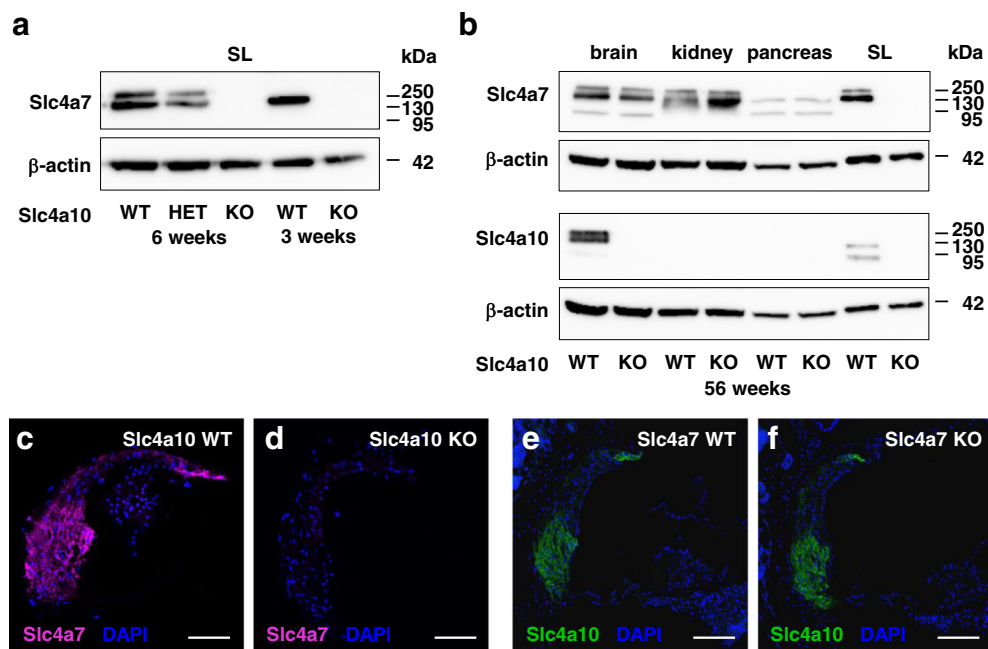 a
SL
kDa
Slc4a7
250
130
95
β-actin
42
Slc4a10 WT HET KO WT KO
6 weeks 3 weeks
b
brain kidney pancreas SL kDa
Slc4a7
250
130
95
β-actin
42
Slc4a10
250
130
95
β-actin
42
Slc4a10 WT KO WT KO WT KO WT KO
56 weeks
c Slc4a10 WT
Slc4a7 DAPI
d Slc4a10 KO
Slc4a7 DAPI
e Slc4a7 WT
Slc4a10 DAPI
f Slc4a7 KO
Slc4a10 DAPI